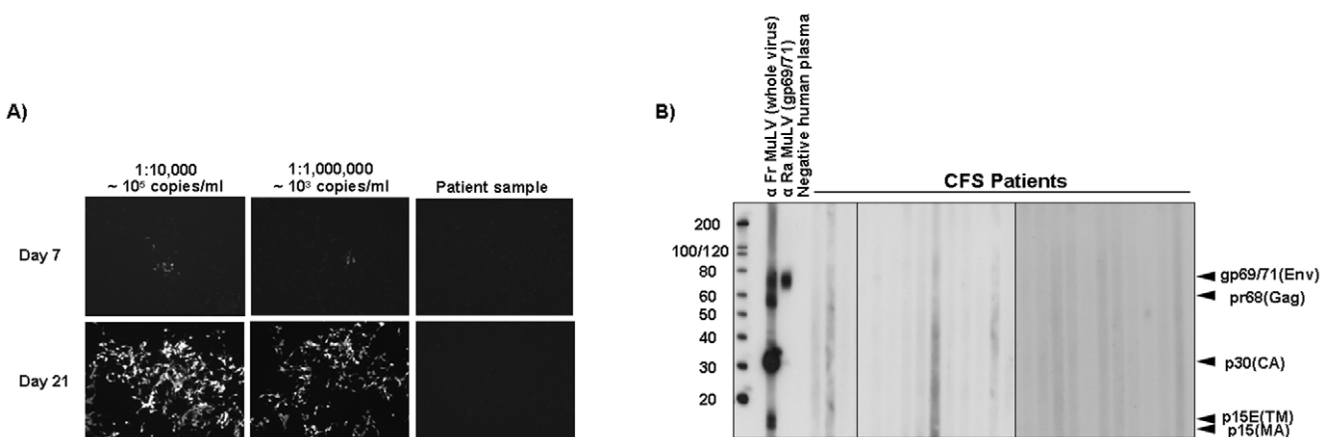 A)
1:10,000
~ 10⁵ copies/ml
1:1,000,000
~ 10³ copies/ml
Patient sample
Day 7
Day 21
B)
α Fr MuLV (whole virus)
α Ra MuLV (gp69/71)
Negative human plasma
CFS Patients
200
100/120
80
60
50
40
30
20
gp69/71(Env)
pr68(Gag)
p30(CA)
p15E(TM)
p15(MA)